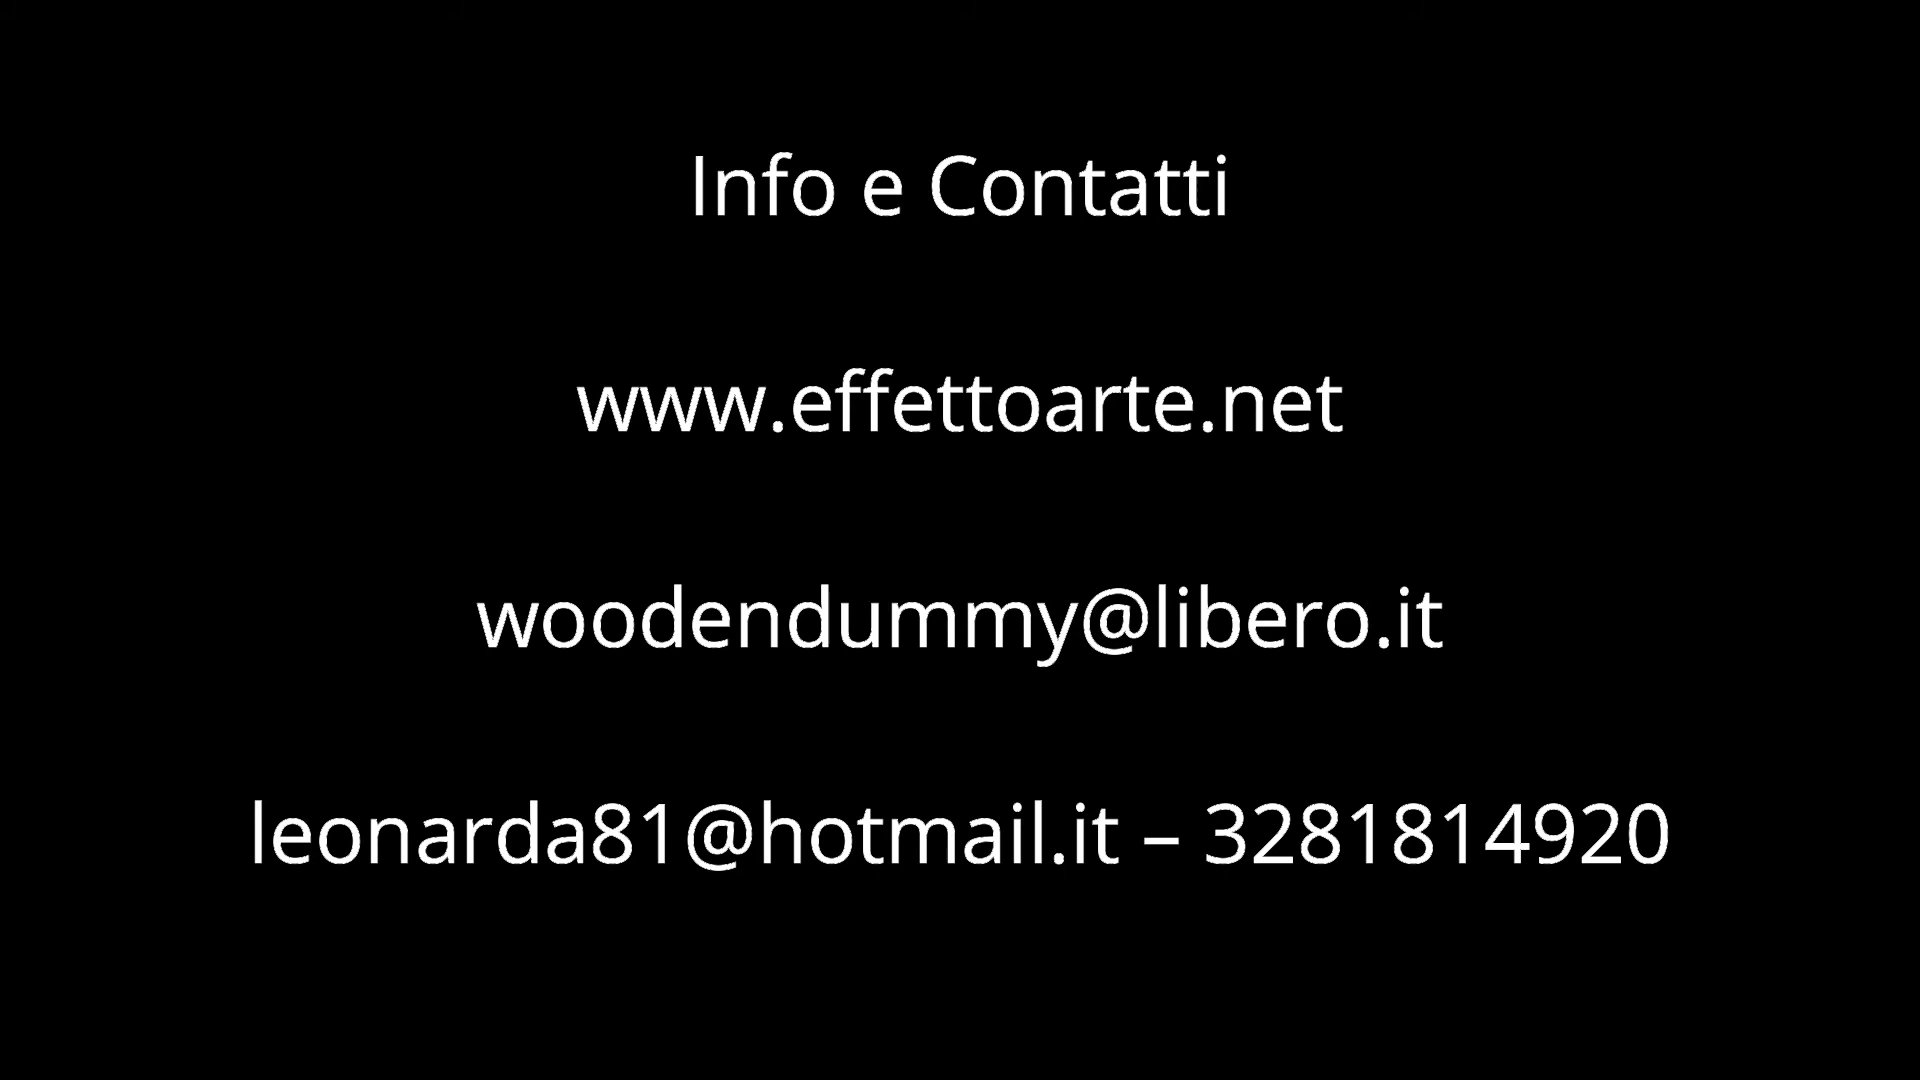 Info e Contatti
www.effettoarte.net
woodendummy@libero.it
leonarda81@hotmail.it – 3281814920